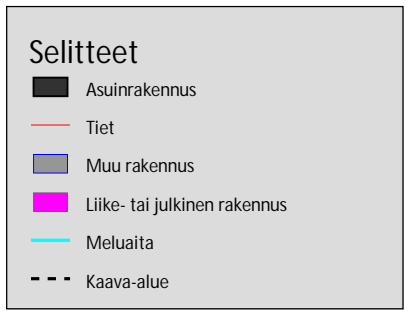 Selitteet
Asuinrakennus
Tiet
Muu rakennus
Liike- tai julkinen rakennus
Meluaita
Kaava-alue